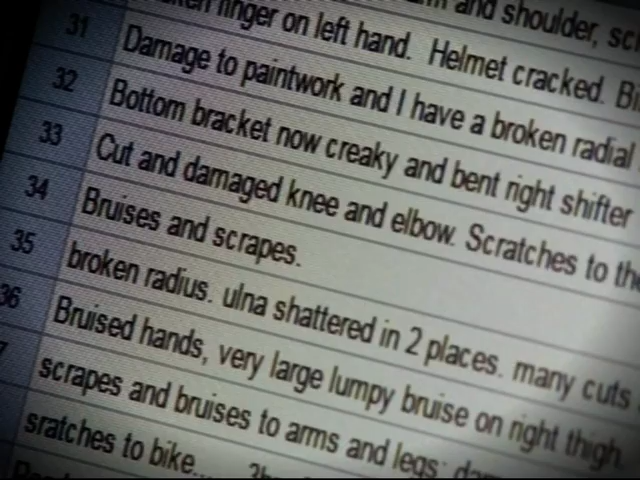 and shoulder,
finger on left hand. Helmet cracked.
31 Damage to paintwork and I have a broken radial
32 Bottom bracket now creaky and bent right shifter
33 Cut and damaged knee and elbow. Scratches to the
34 Bruises and scrapes.
35 broken radius. ulna shattered in 2 places. many cuts
36 Bruised hands, very large lumpy bruise on right thigh.
scrapes and bruises to arms and legs;
sratches to bike...